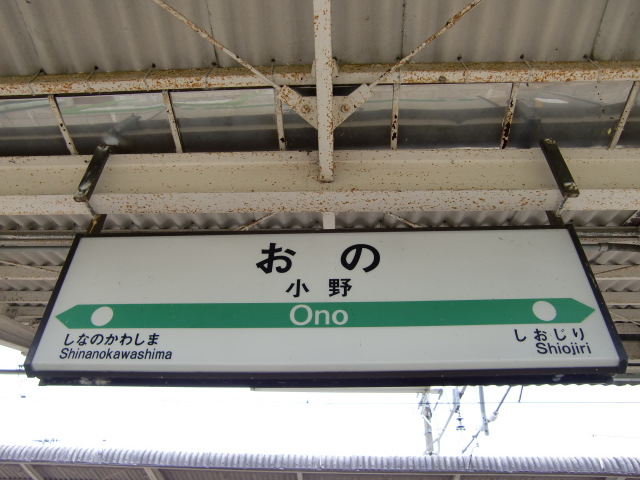 おの
小野
Ono
しなのかわしま
Shinanokawashima
しおじり
Shiojiri